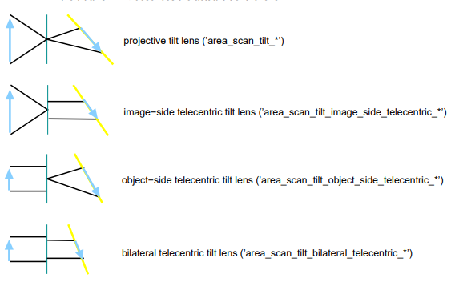 projective tilt lens ('area_scan_tilt_*')
image-side telecentric tilt lens ('area_scan_tilt_image_side_telecentric_*')
object-side telecentric tilt lens ('area_scan_tilt_object_side_telecentric_*')
bilateral telecentric tilt lens ('area_scan_tilt_bilateral_telecentric_*')